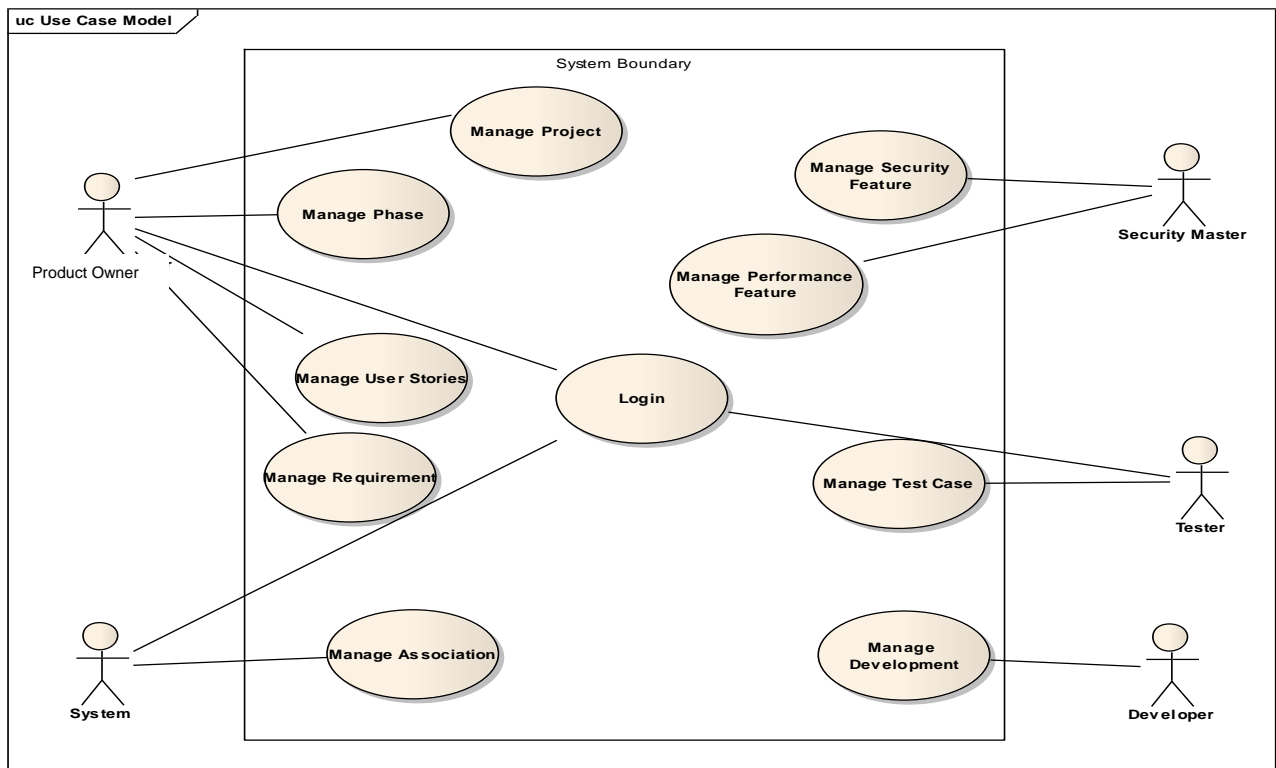 uc Use Case Model
System Boundary
Manage Project
Manage Security
Feature
Manage Phase
Security Master
Product Owner
Manage Performance
Feature
Manage User Stories
Login
Manage Requirement
Manage Test Case
Tester
Manage Association
Manage
Development
System
Developer